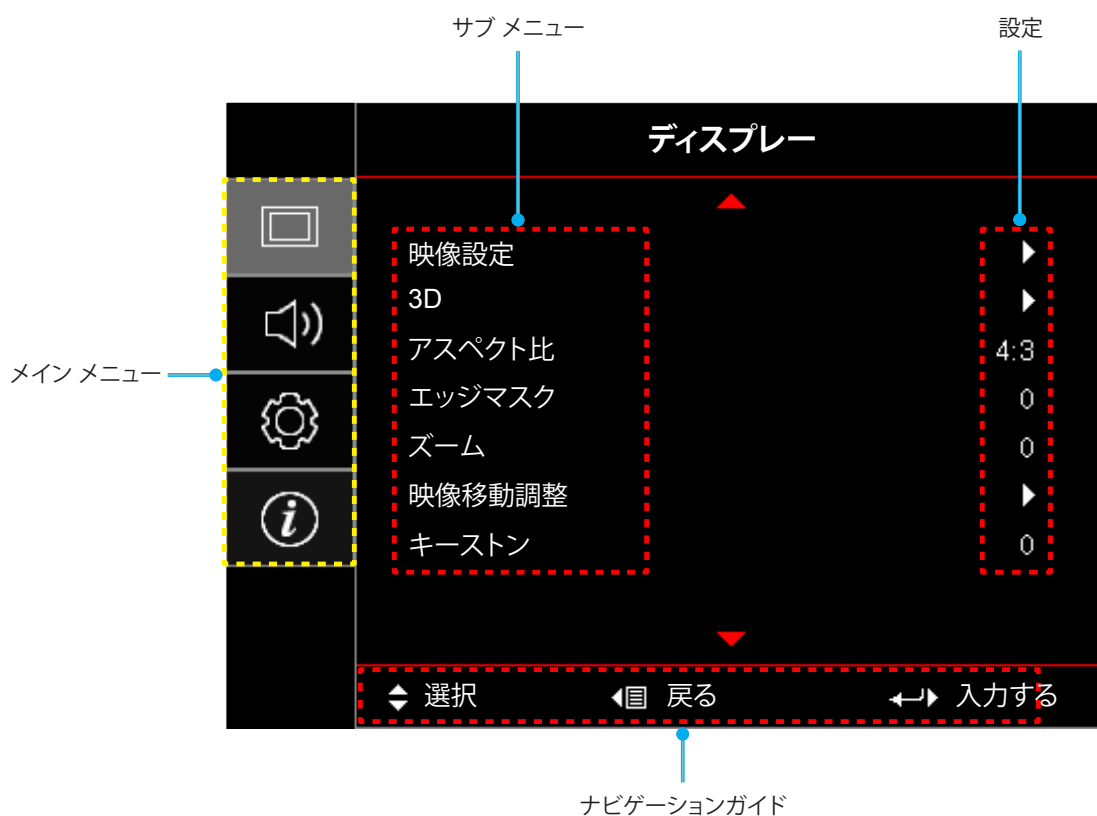 サブ メニュー 設定
ディスプレー
映像設定
3D
アスペクト比 4:3
メイン メニュー
エッジマスク 0
ズーム 0
映像移動調整
キーストン 0
選択 戻る 入力する
ナビゲーションガイド